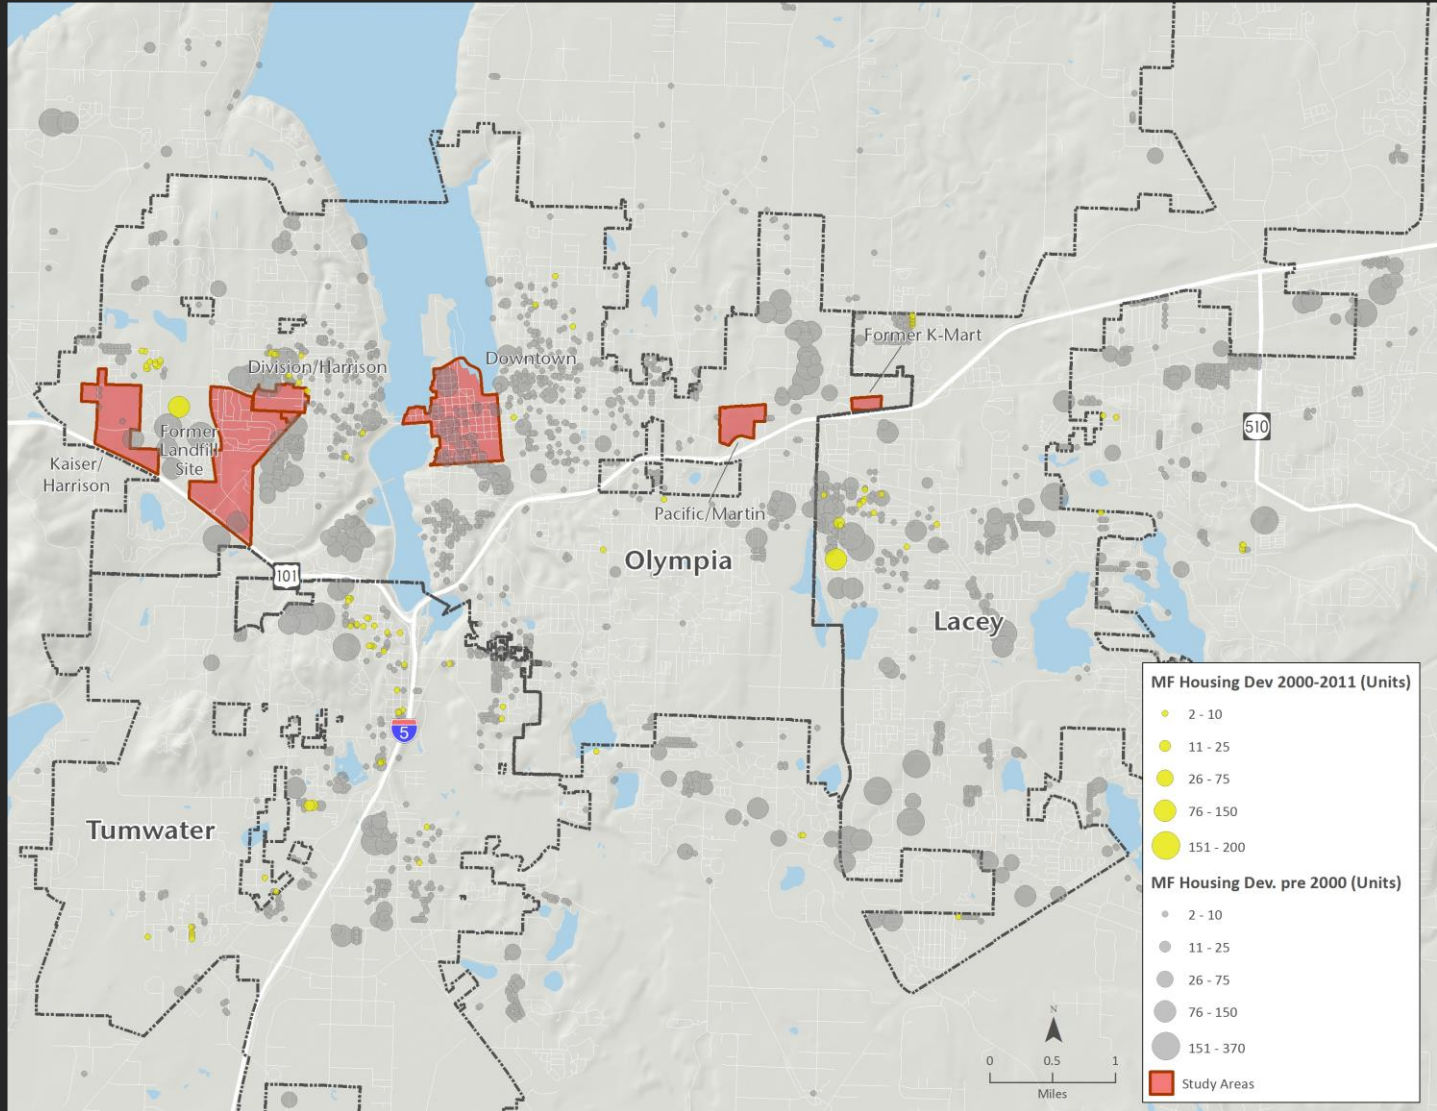 Former K-Mart
Downtown
Division/Harrison
510
Former
Landfill
Site
Kaiser/
Harrison
Pacific/Martin
Olympia
101
Lacey
5
Tumwater
MF Housing Dev 2000-2011 (Units)
2 - 10
11 - 25
26 - 75
76 - 150
151 - 200
MF Housing Dev. pre 2000 (Units)
2 - 10
11 - 25
26 - 75
76 - 150
151 - 370
Study Areas
N
0 0.5 1
Miles